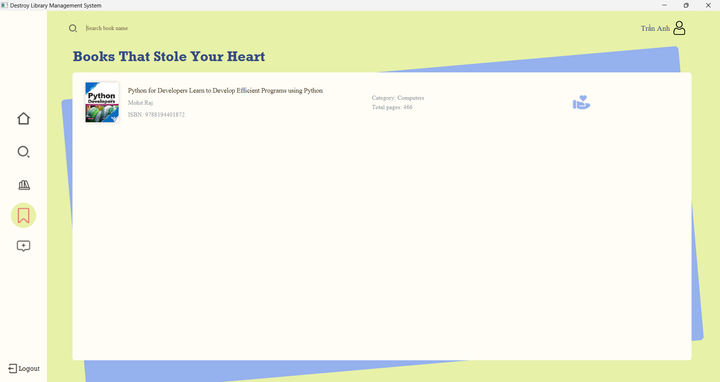 Destroy Library Management System
Search book name
Trần Anh
Books That Stole Your Heart
Python
Developers
Python for Developers Learn to Develop Efficient Programs using Python
Mohit Raj
ISBN: 9788194401872
Category: Computers
Total pages: 466
Logout